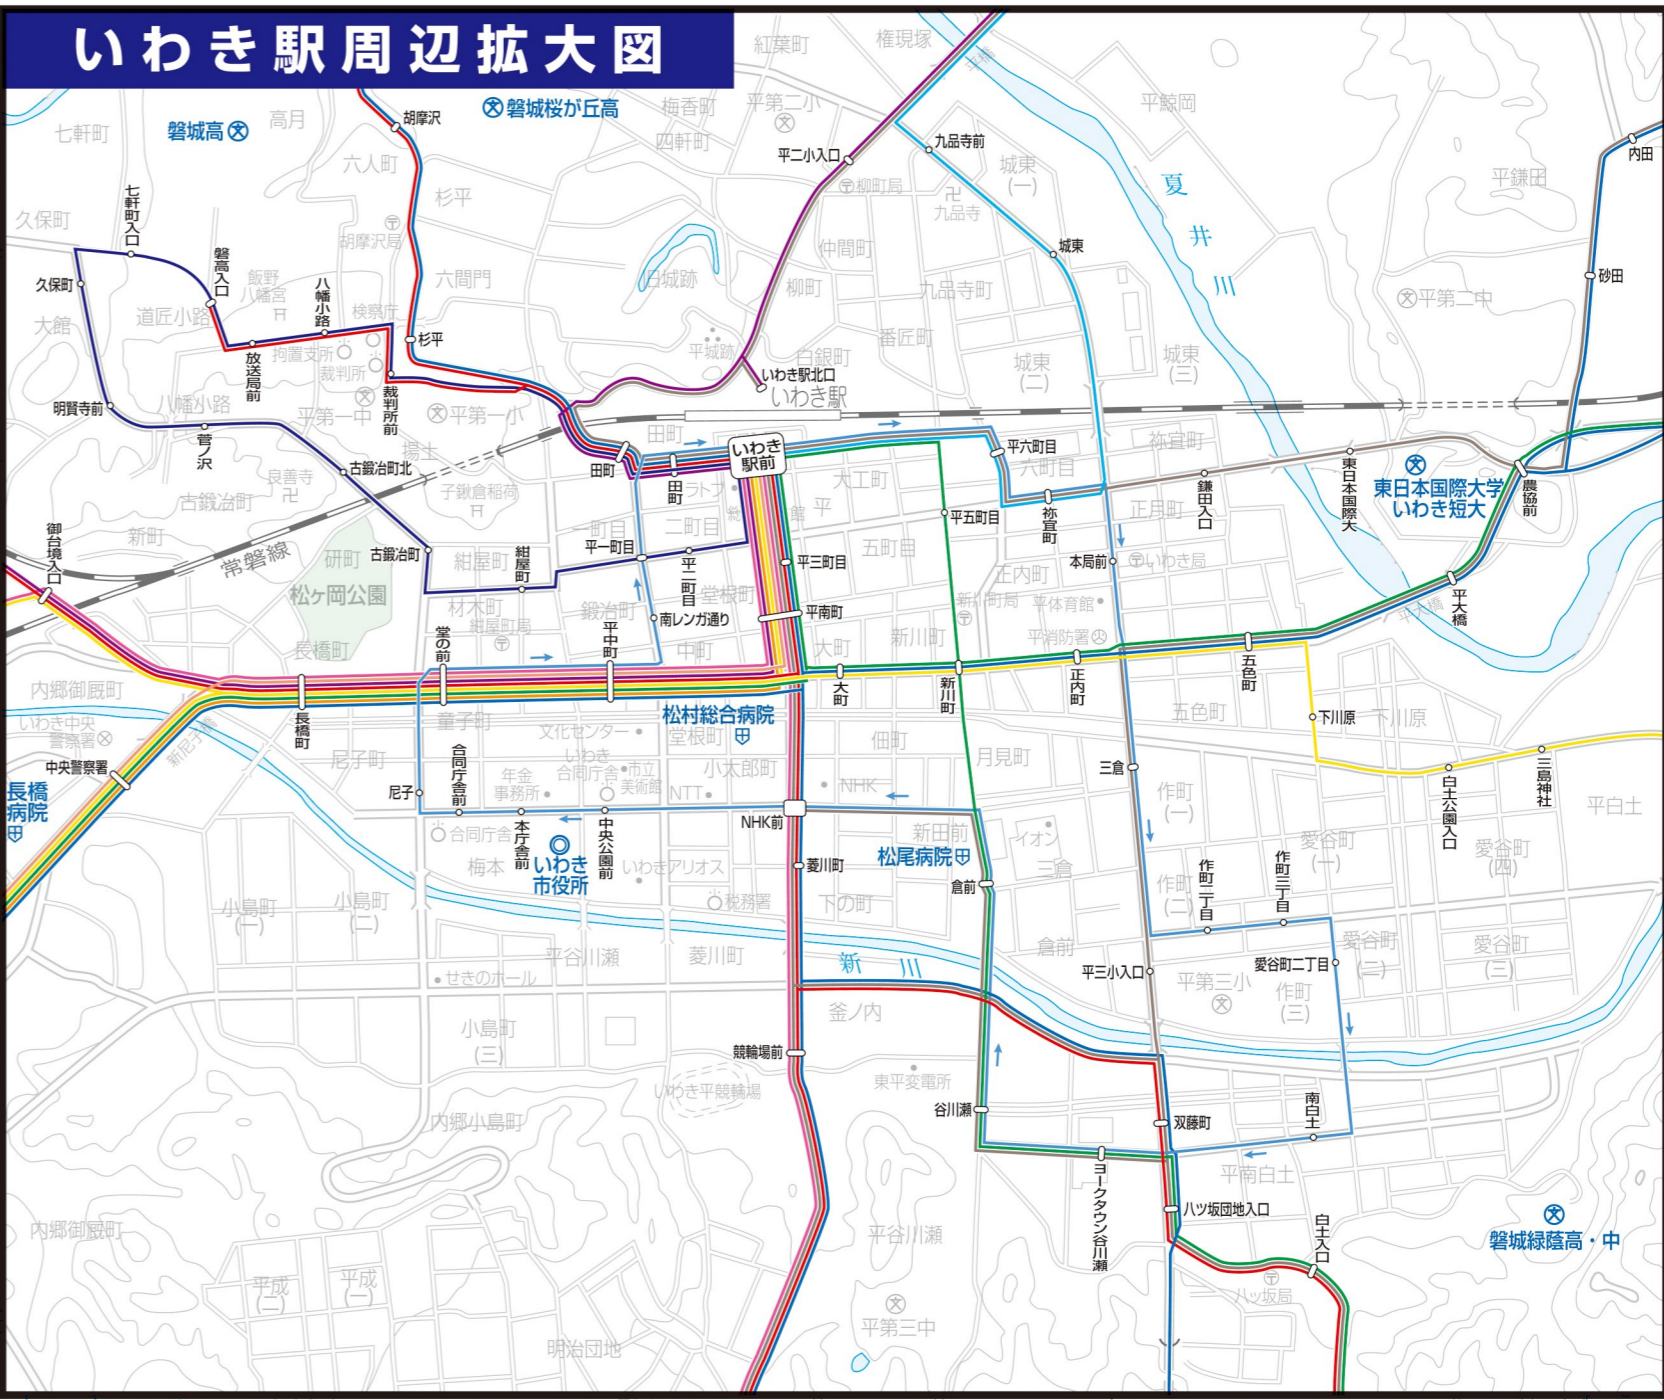 いわき駅周辺拡大図
紅葉町
権現塚
平橋
磐城高
高月
胡摩沢
磐城桜が丘高
梅香町
平第二小
平鯨岡
七軒町
六人町
四軒町
平二小入口
九品寺前
内田
城東
(一)
平鎌田
七軒町入口
杉平
柳町局
九品寺
夏井川
久保町
磐高入口
胡摩沢局
飯野
八幡宮
八幡小路
六間門
旧城跡
仲間町
柳町
城東
九品寺町
砂田
平第二中
久保町
大館
道匠小路
検察庁
拘置支所
裁判所
杉平
平城跡
白銀町
番匠町
城東
(二)
城東
(三)
放送局前
裁判所前
いわき駅北口
いわき駅
明賢寺前
八幡小路
菅ノ沢
平第一中
平第一小
揚土
田町
田町
田町
いわき
駅前
平六町目
六町目
祢宜町
古鍛冶町北
良善寺
古鍛冶町
子鍬倉稲荷
ラトブ
大工町
平
平五町目
祢宜町
鎌田入口
正月町
東日本国際大
東日本国際大学
いわき短大
農協前
御台境入口
新町
常磐線
研町
松ヶ岡公園
古鍛冶町
紺屋町
紺屋町
一町目
平一町目
二町目
平二町目
平三町目
五町目
本局前
いわき局
正内町
材木町
紺屋町局
鍛冶町
南レンガ通り
堂根町
平南町
新川町局
平体育館
平消防署
平大橋
平大橋
長橋町
堂の前
平中町
中町
大町
新川町
大町
新川町
正内町
五色町
内郷御厩町
いわき中央
警察署
新尼子橋
長橋町
童子町
文化センター
松村総合病院
堂根町
佃町
月見町
五色町
下川原
下川原
中央警察署
長橋
病院
尼子町
尼子
合同庁舎前
年金
事務所
いわき
合同庁舎
市立
美術館
小太郎町
NTT
NHK
NHK前
三倉
作町
(一)
白土公園入口
三島神社
平白土
合同庁舎
梅本
本庁舎前
いわき
市役所
中央公園前
いわきアリオス
菱川町
新田前
松尾病院
倉前
イオン
三倉
作町
(二)
作町二丁目
作町三丁目
愛谷町
(一)
愛谷町
(四)
小島町
(一)
小島町
(二)
税務署
下の町
平谷川瀬
菱川町
新川
倉前
平三小入口
平第三小
愛谷町二丁目
愛谷町
(二)
愛谷町
(三)
せきのホール
小島町
(三)
釜ノ内
作町
(三)
競輪場前
いわき平競輪場
東平変電所
内郷小島町
谷川瀬
双藤町
南白土
ヨークタウン谷川瀬
平南白土
八ツ坂団地入口
白土入口
磐城緑蔭高・中
内郷御厩町
平谷川瀬
平成
(二)
平成
(一)
明治団地
平第三中
八ッ坂局